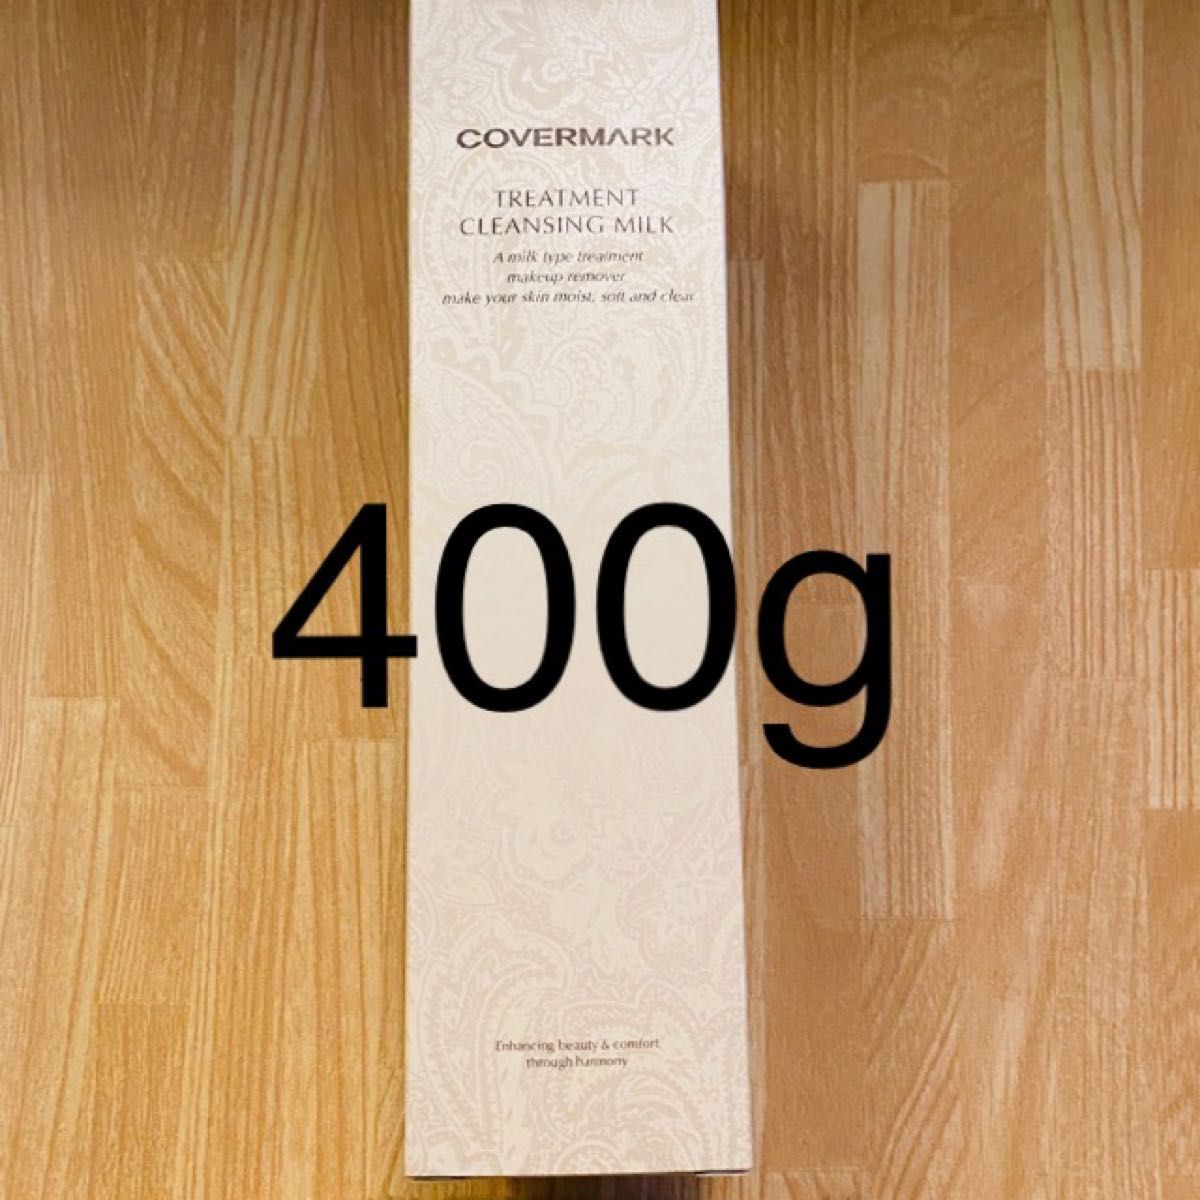 COVERMARK
TREATMENT
CLEANSING MILK
A milk type treatment
makeup remover
make your skin moist, soft and clear
400g
Enhancing beauty & comfort
through harmony